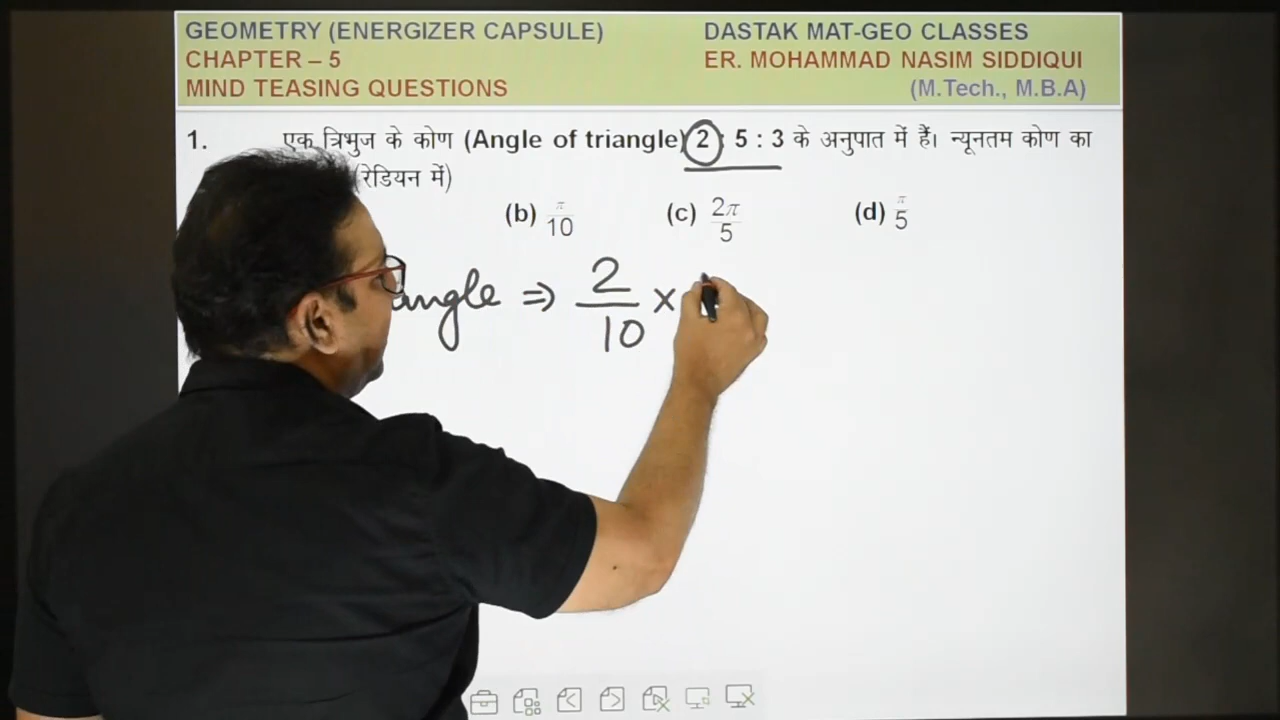 GEOMETRY (ENERGIZER CAPSULE) DASTAK MAT-GEO CLASSES
CHAPTER – 5 ER. MOHAMMAD NASIM SIDDIQUI
MIND TEASING QUESTIONS (M.Tech., M.B.A)
1. एक त्रिभुज के कोण (Angle of triangle) 2 : 5 : 3 के अनुपात में हैं। न्यूनतम कोण का
(रेडियन में)
(b) π/10 (c) 2π/5 (d) π/5
angle ⇒ 2/10 ×